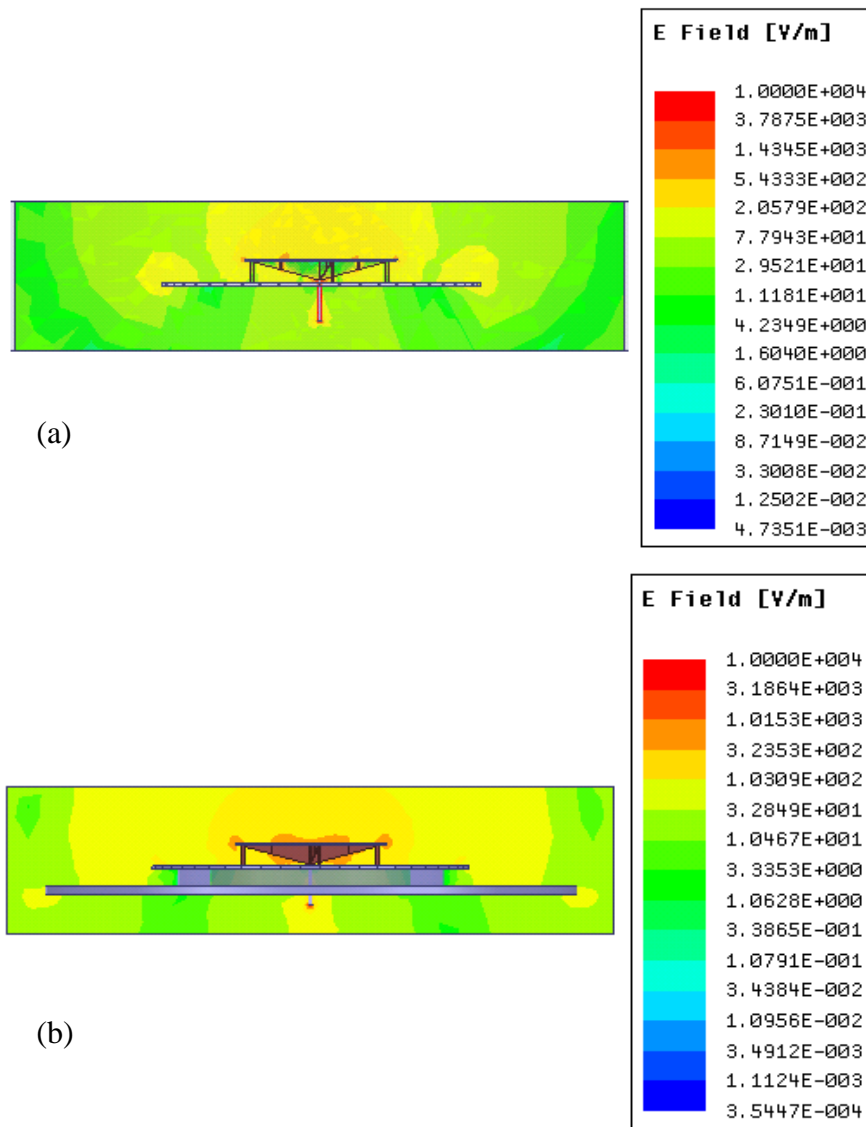 E Field [V/m]
1.0000E+004
3.7875E+003
1.4345E+003
5.4333E+002
2.0579E+002
7.7943E+001
2.9521E+001
1.1181E+001
4.2349E+000
1.6040E+000
6.0751E-001
2.3010E-001
8.7149E-002
3.3008E-002
1.2502E-002
4.7351E-003
(a)
E Field [V/m]
1.0000E+004
3.1864E+003
1.0153E+003
3.2353E+002
1.0309E+002
3.2849E+001
1.0467E+001
3.3353E+000
1.0628E+000
3.3865E-001
1.0791E-001
3.4384E-002
1.0956E-002
3.4912E-003
1.1124E-003
3.5447E-004
(b)